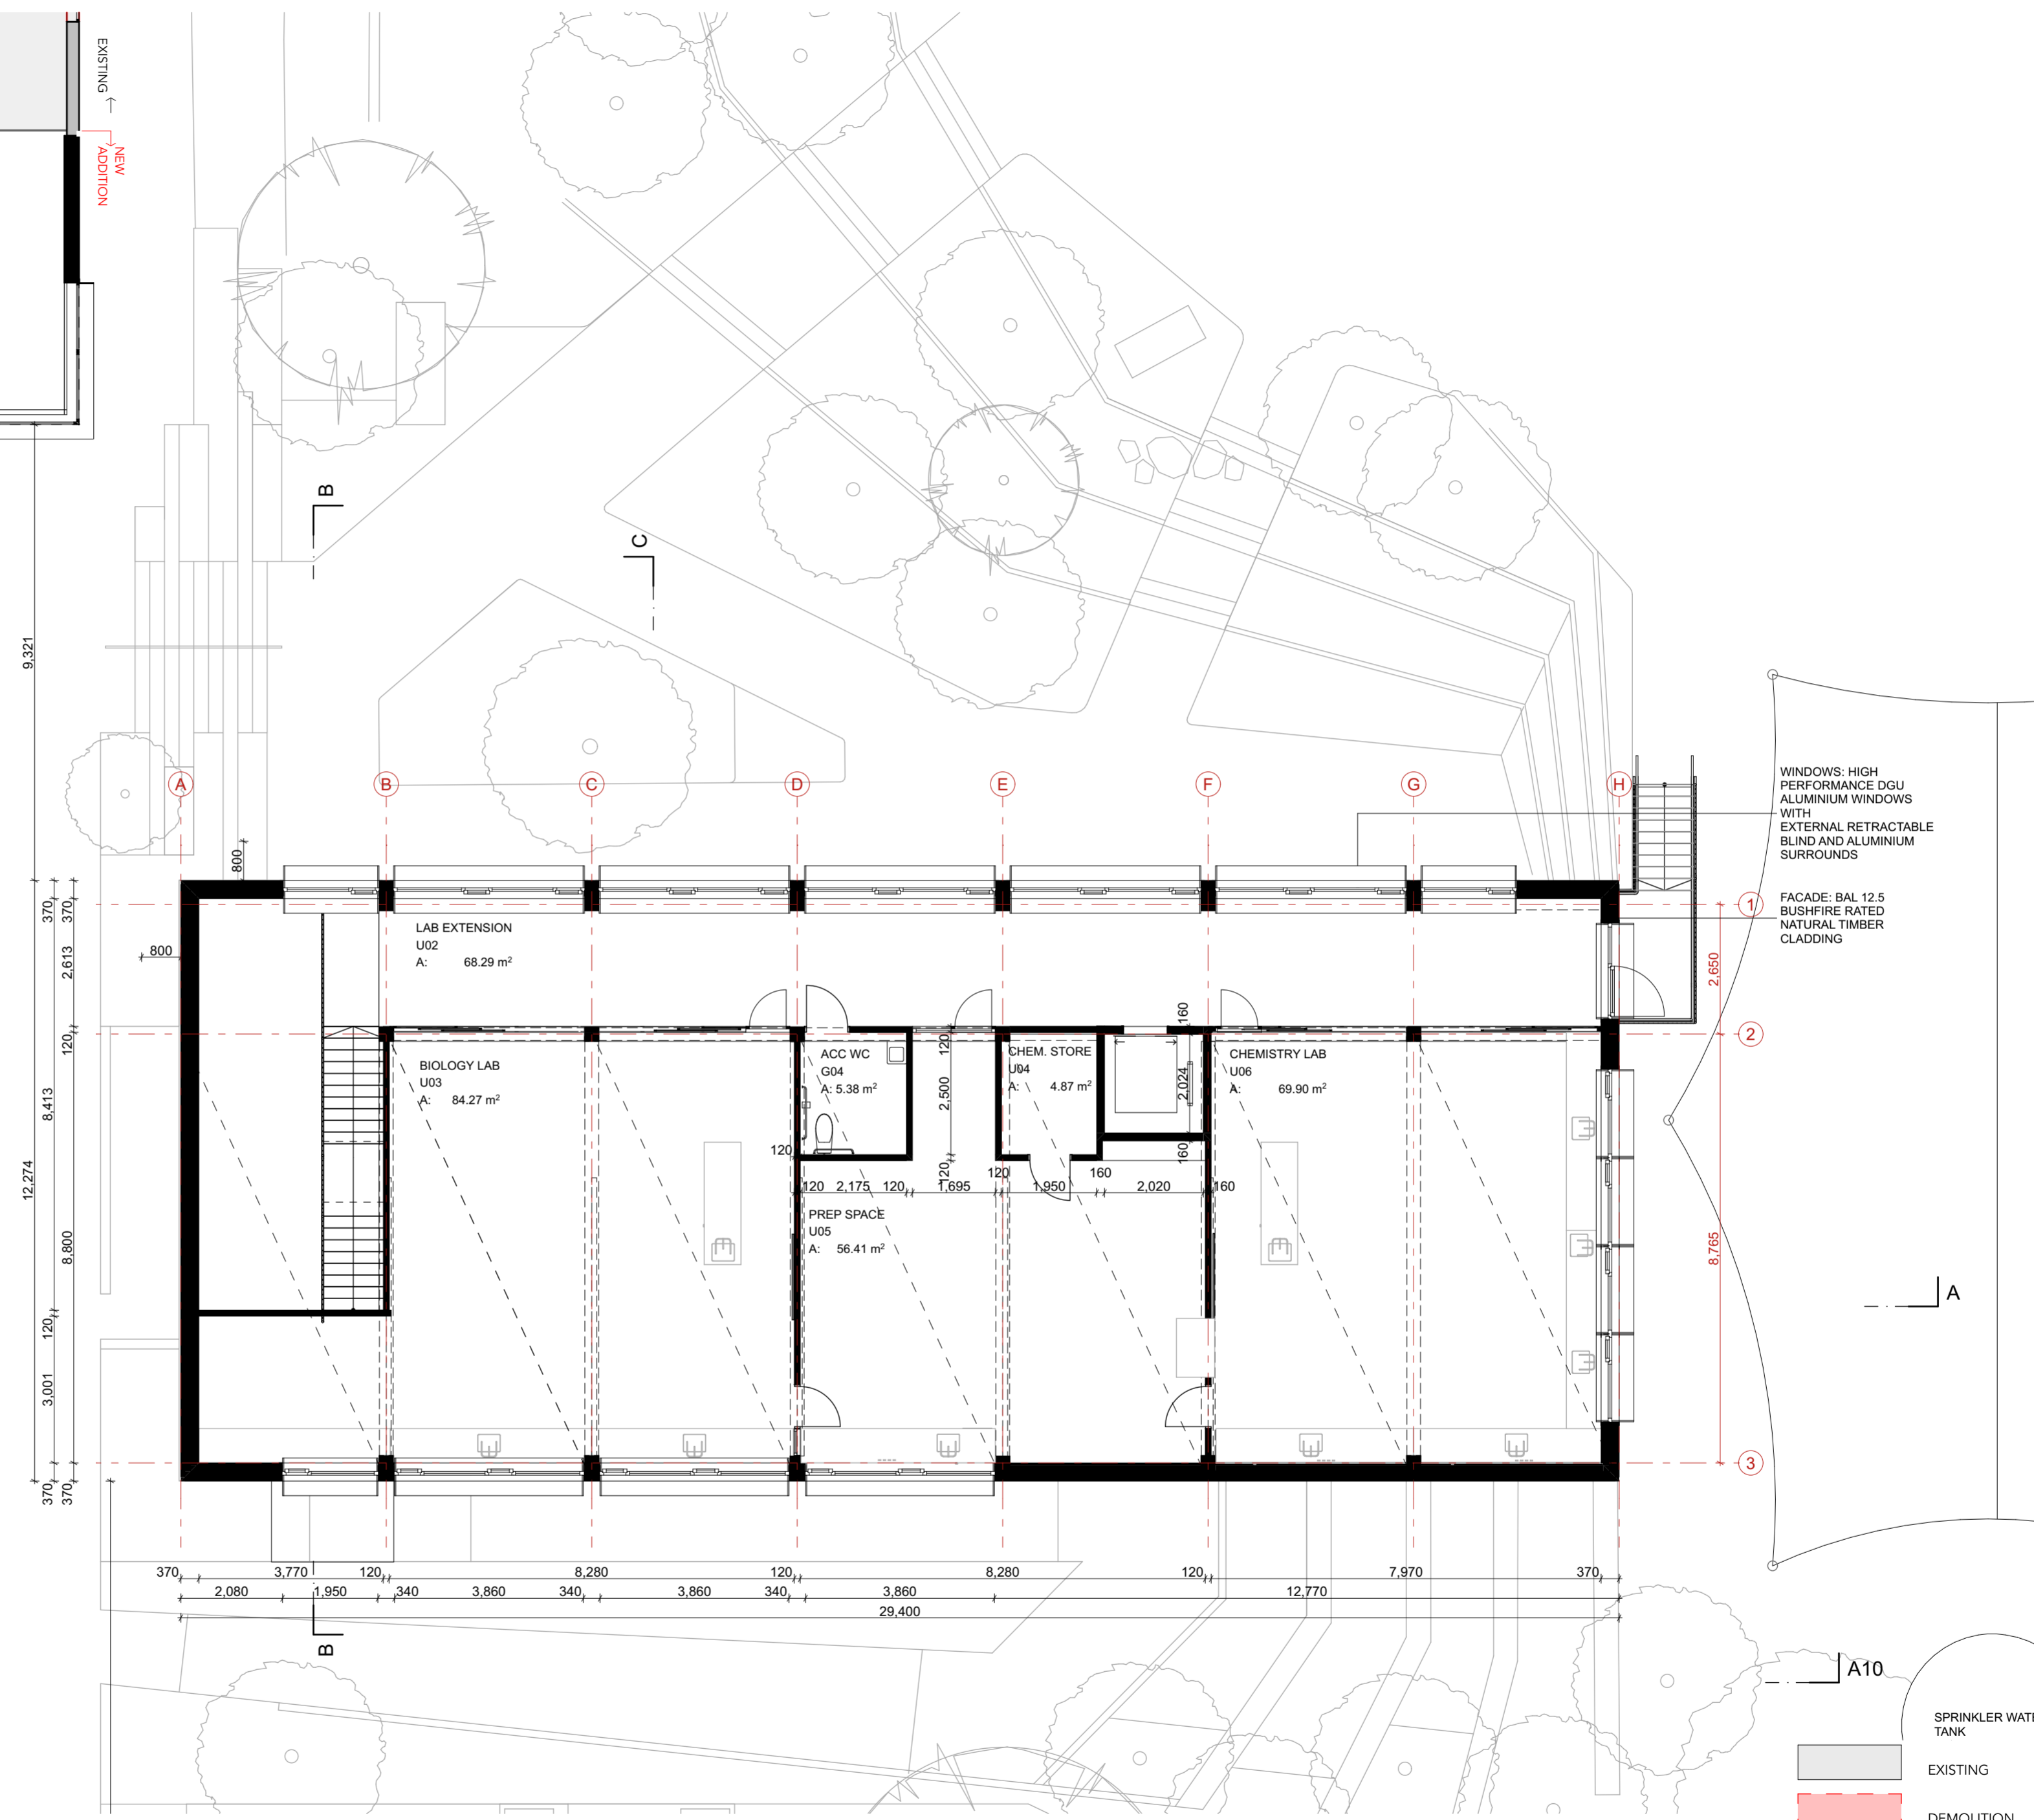 EXISTING
NEW
ADDITION
B
C
9,321
A
B
C
D
E
F
G
H
WINDOWS: HIGH
PERFORMANCE DGU
ALUMINIUM WINDOWS
WITH
EXTERNAL RETRACTABLE
BLIND AND ALUMINIUM
SURROUNDS
FACADE: BAL 12.5
BUSHFIRE RATED
NATURAL TIMBER
CLADDING
800
370
370
1
LAB EXTENSION
U02
A: 68.29 m²
800
2,613
2,650
160
120
2
BIOLOGY LAB
U03
A: 84.27 m²
ACC WC
G04
A: 5.38 m²
120
2,500
CHEM. STORE
U04
A: 4.87 m²
2,024
CHEMISTRY LAB
U06
A: 69.90 m²
8,413
12,274
120
120
120
160
160
120
2,175
120
1,695
1,950
2,020
160
PREP SPACE
U05
A: 56.41 m²
8,800
8,765
A
120
3,001
3
370
370
370
3,770
120
8,280
120
8,280
120
7,970
370
2,080
1,950
340
3,860
340
3,860
340
3,860
12,770
29,400
B
A10
SPRINKLER WATE
TANK
EXISTING
DEMOLITION